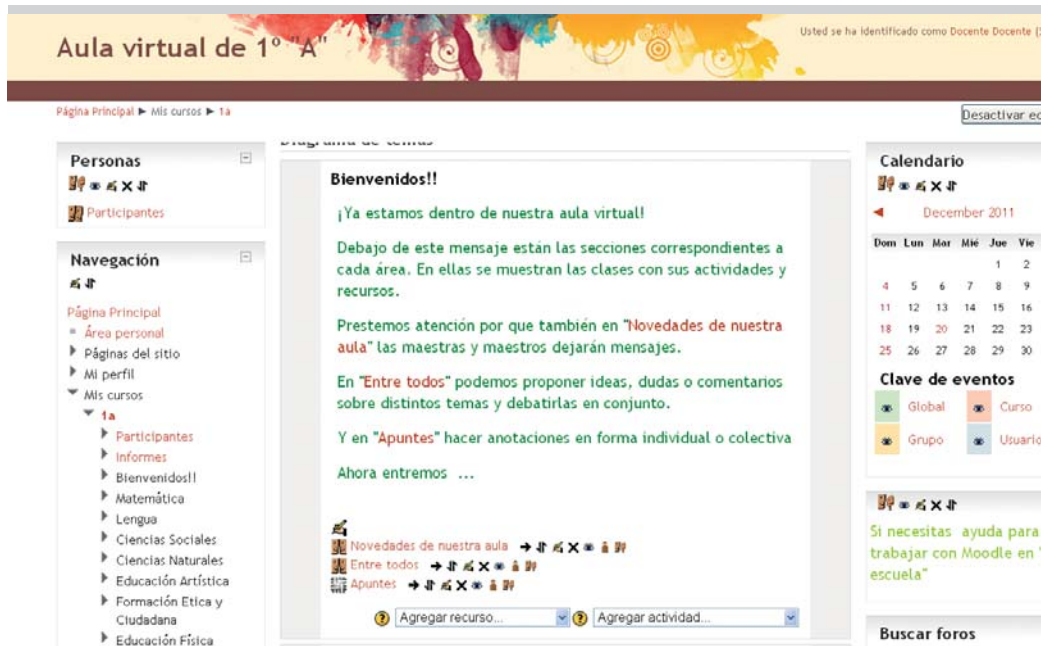 Aula virtual de 1º "A"
Usted se ha identificado como Docente Docente
Página Principal ► Mis cursos ► 1a
Desactivar
Personas
Participantes
Navegación
Página Principal
Área personal
Páginas del sitio
Mi perfil
Mis cursos
1a
Participantes
Informes
Bienvenidos!!
Matemática
Lengua
Ciencias Sociales
Ciencias Naturales
Educación Artística
Formación Etica y
Ciudadana
Educación Física
Diagrama de temas
Bienvenidos!!
¡Ya estamos dentro de nuestra aula virtual!
Debajo de este mensaje están las secciones correspondientes a
cada área. En ellas se muestran las clases con sus actividades y
recursos.
Prestemos atención por que también en "Novedades de nuestra
aula" las maestras y maestros dejarán mensajes.
En "Entre todos" podemos proponer ideas, dudas o comentarios
sobre distintos temas y debatirlas en conjunto.
Y en "Apuntes" hacer anotaciones en forma individual o colectiva
Ahora entremos ...
Novedades de nuestra aula
Entre todos
Apuntes
Agregar recurso...
Agregar actividad...
Calendario
◄ December 2011
Dom Lun Mar Mié Jue Vie
1 2
4 5 6 7 8 9
11 12 13 14 15 16
18 19 20 21 22 23
25 26 27 28 29 30
Clave de eventos
Global Curso
Grupo Usuario
Si necesitas ayuda para
trabajar con Moodle en "
escuela"
Buscar foros